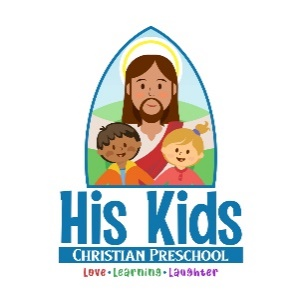 His Kids
CHRISTIAN PRESCHOOL
Love • Learning • Laughter